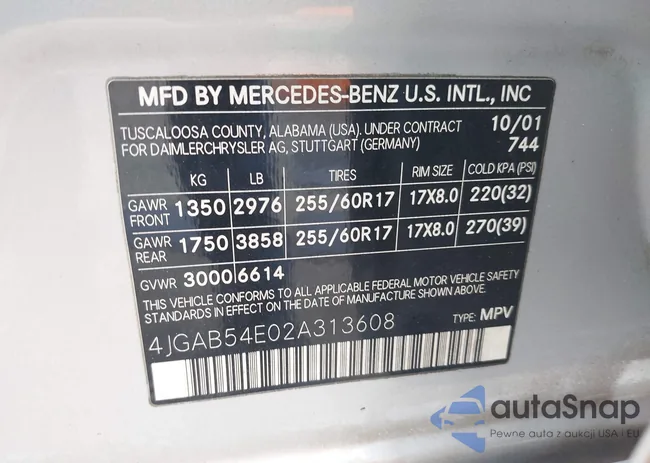 MFD BY MERCEDES-BENZ U.S. INTL., INC
TUSCALOOSA COUNTY, ALABAMA (USA). UNDER CONTRACT 10/01
FOR DAIMLERCHRYSLER AG, STUTTGART (GERMANY) 744
KG LB TIRES RIM SIZE COLD KPA (PSI)
GAWR FRONT 1350 2976 255/60R17 17X8.0 220(32)
GAWR REAR 1750 3858 255/60R17 17X8.0 270(39)
GVWR 3000 6614
THIS VEHICLE CONFORMS TO ALL APPLICABLE FEDERAL MOTOR VEHICLE SAFETY
STANDARDS IN EFFECT ON THE DATE OF MANUFACTURE SHOWN ABOVE.
4JGAB54E02A313608 TYPE: MPV
autaSnap
Pewne auta z aukcji USA i EU